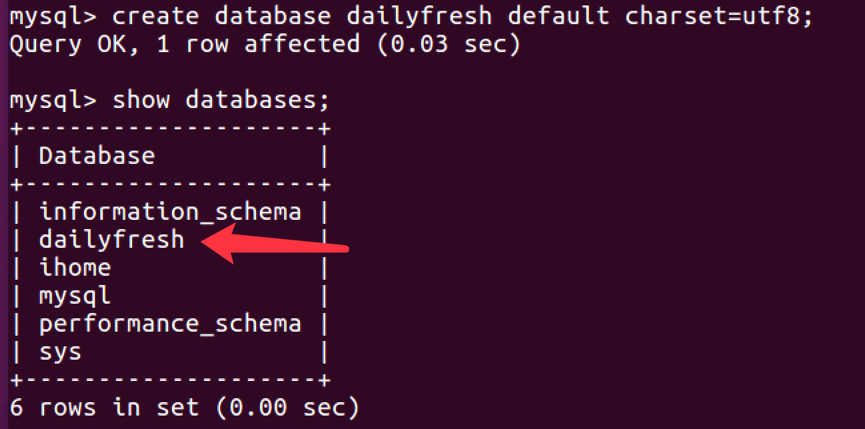 mysql> create database dailyfresh default charset=utf8;
Query OK, 1 row affected (0.03 sec)
mysql> show databases;
+--------------------+
| Database           |
+--------------------+
| information_schema |
| dailyfresh         |
| ihome              |
| mysql              |
| performance_schema |
| sys                |
+--------------------+
6 rows in set (0.00 sec)